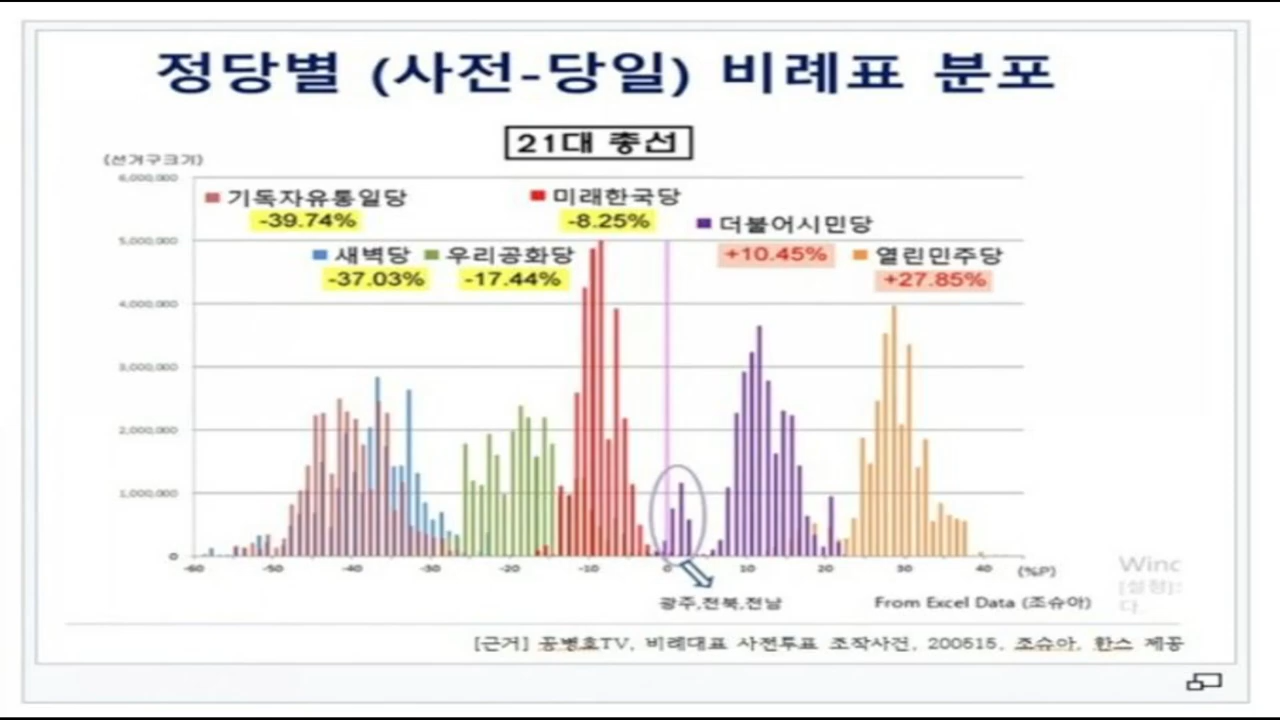 정당별 (사전-당일) 비례표 분포
21대 총선
(선거구크기)
6,000,000
기독자유통일당
미래한국당
-39.74%
-8.25%
더불어시민당
5,000,000
새벽당
우리공화당
+10.45%
열린민주당
-37.03%
-17.44%
+27.85%
4,000,000
3,000,000
2,000,000
1,000,000
0
-60 -50 -40 -30 -20 -10 0 10 20 30 40 (%P)
광주,전북,전남
From Excel Data (조슈아)
Winc
[설정]
다.
[근거] 공병호TV, 비례대표 사전투표 조작사건, 200515, 조슈아, 한스 제공